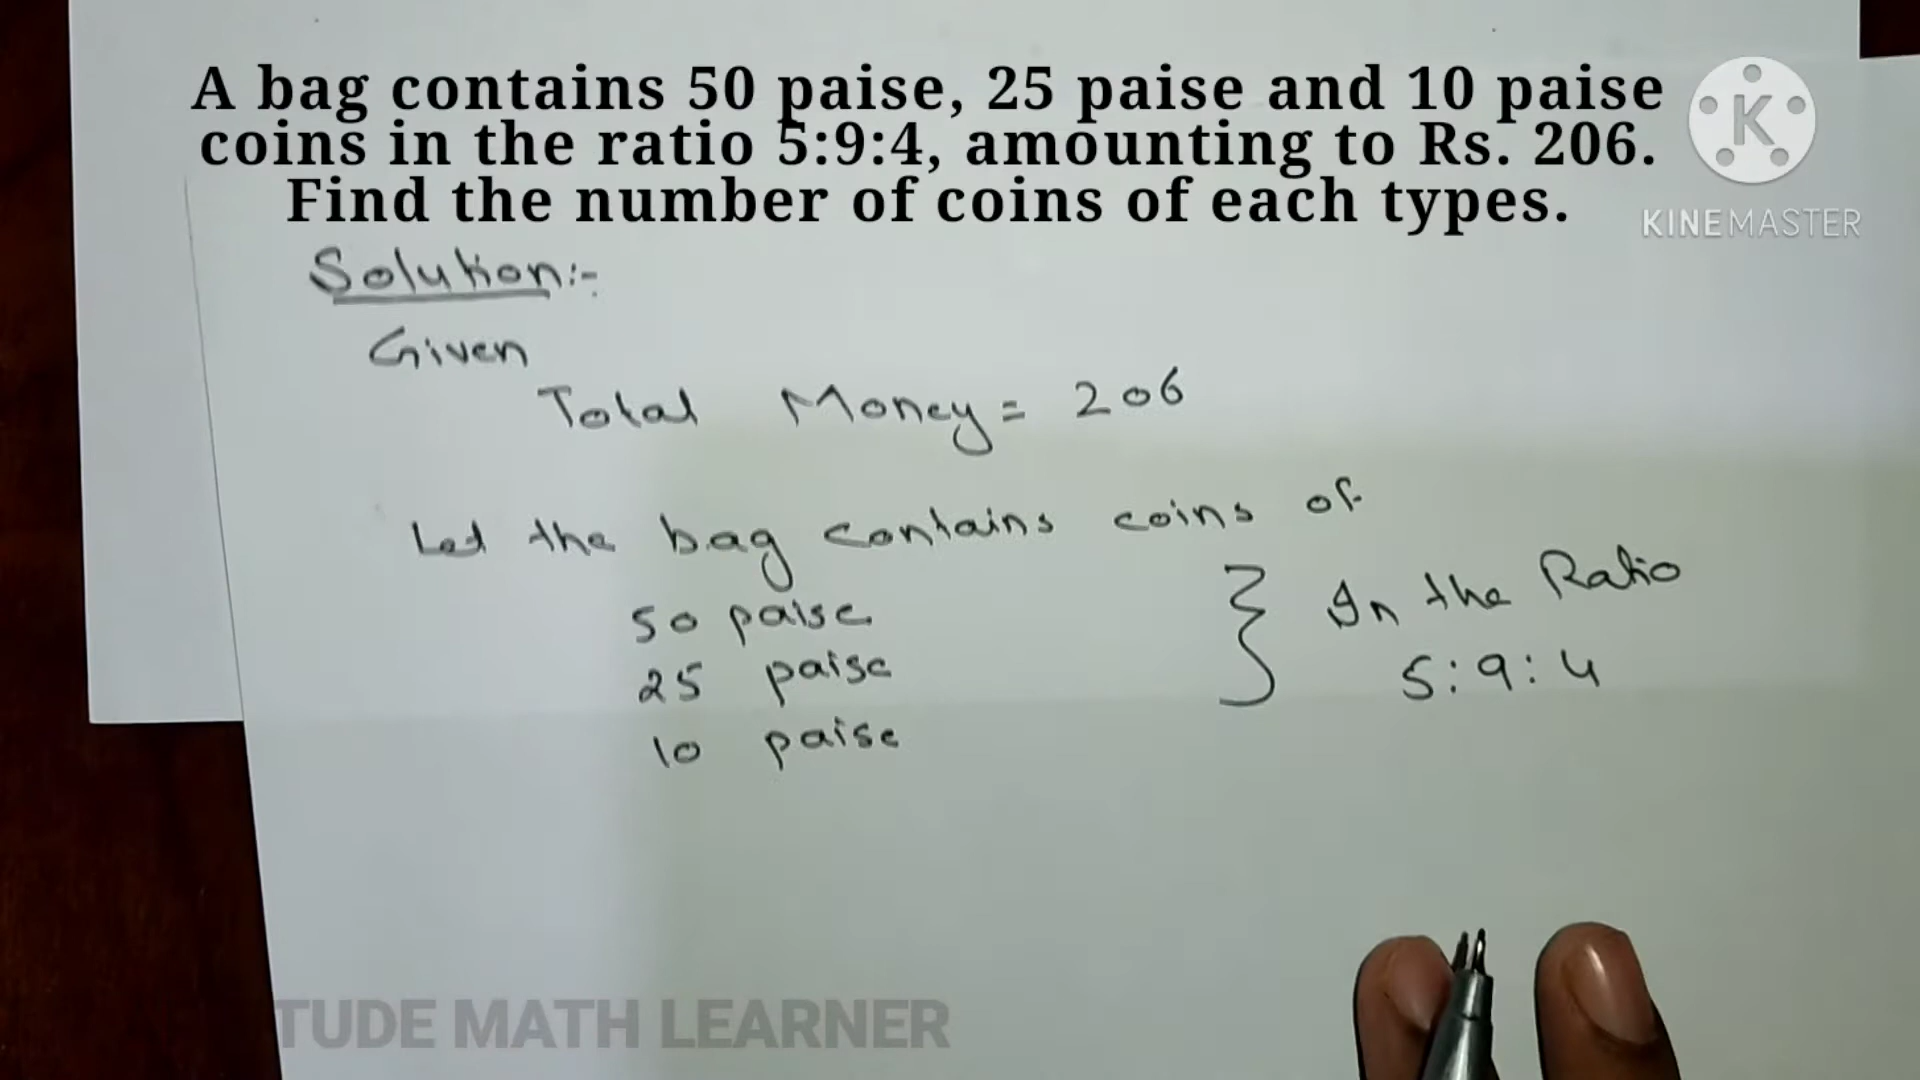 A bag contains 50 paise, 25 paise and 10 paise
coins in the ratio 5:9:4, amounting to Rs. 206.
Find the number of coins of each types.
K
KINEMASTER
Solution:-
Given
Total Money = 206
Let the bag contains coins of
50 paise
25 paise
10 paise
In the Ratio
5:9:4
TUDE MATH LEARNER